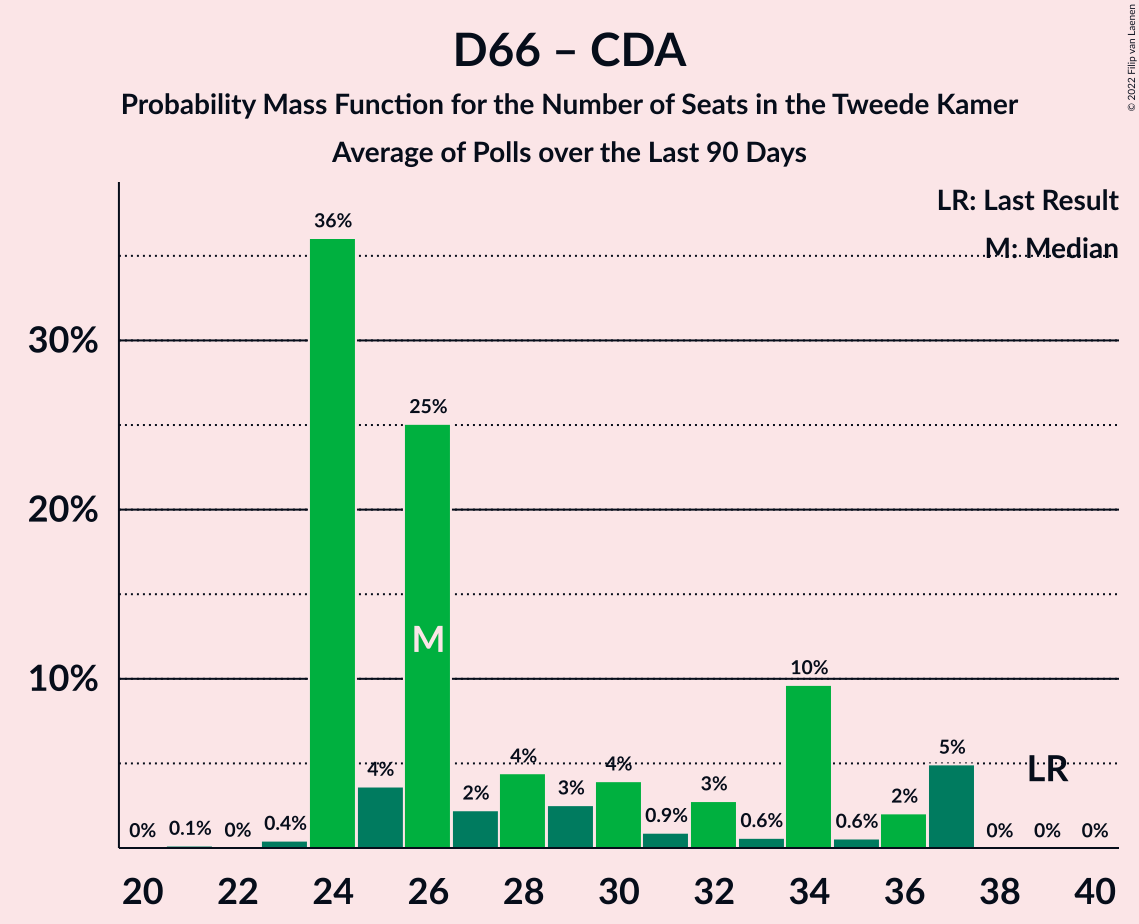 D66 – CDA
Probability Mass Function for the Number of Seats in the Tweede Kamer
Average of Polls over the Last 90 Days
© 2022 Filip van Laenen
LR: Last Result
M: Median
30%
20%
10%
0%
0.1%
0%
0.4%
36%
4%
25%
2%
4%
3%
4%
0.9%
3%
0.6%
10%
0.6%
2%
5%
0%
0%
0%
M
LR
20 22 24 26 28 30 32 34 36 38 40